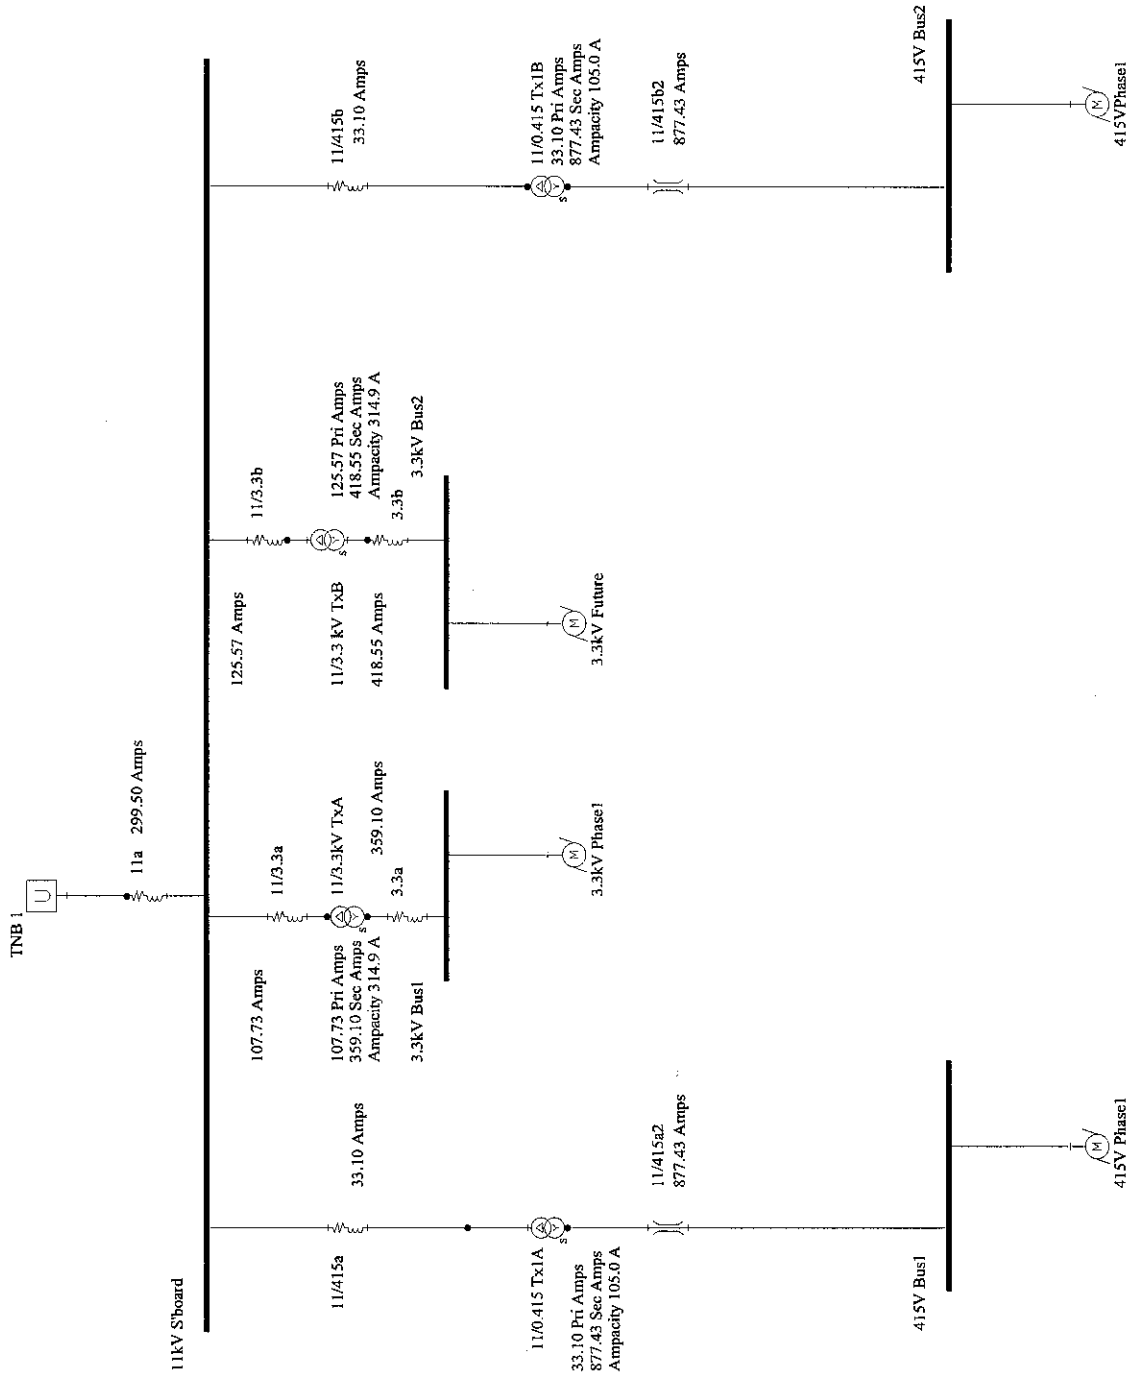 TNB 1
U
11a 299.50 Amps
11kV S'board
11/415a
33.10 Amps
11/0.415 Tx1A
33.10 Pri Amps
877.43 Sec Amps
Ampacity 105.0 A
S
11/415a2
877.43 Amps
415V Bus1
M
415V Phase1
107.73 Amps
11/3.3a
11/3.3kV TxA
107.73 Pri Amps
359.10 Sec Amps
Ampacity 314.9 A
S
359.10 Amps
3.3a
3.3kV Bus1
M
3.3kV Phase1
125.57 Amps
11/3.3b
11/3.3 kV TxB
125.57 Pri Amps
418.55 Sec Amps
Ampacity 314.9 A
S
418.55 Amps
3.3b
3.3kV Bus2
M
3.3kV Future
11/415b
33.10 Amps
11/0.415 Tx1B
33.10 Pri Amps
877.43 Sec Amps
Ampacity 105.0 A
S
11/415b2
877.43 Amps
415V Bus2
M
415VPhase1